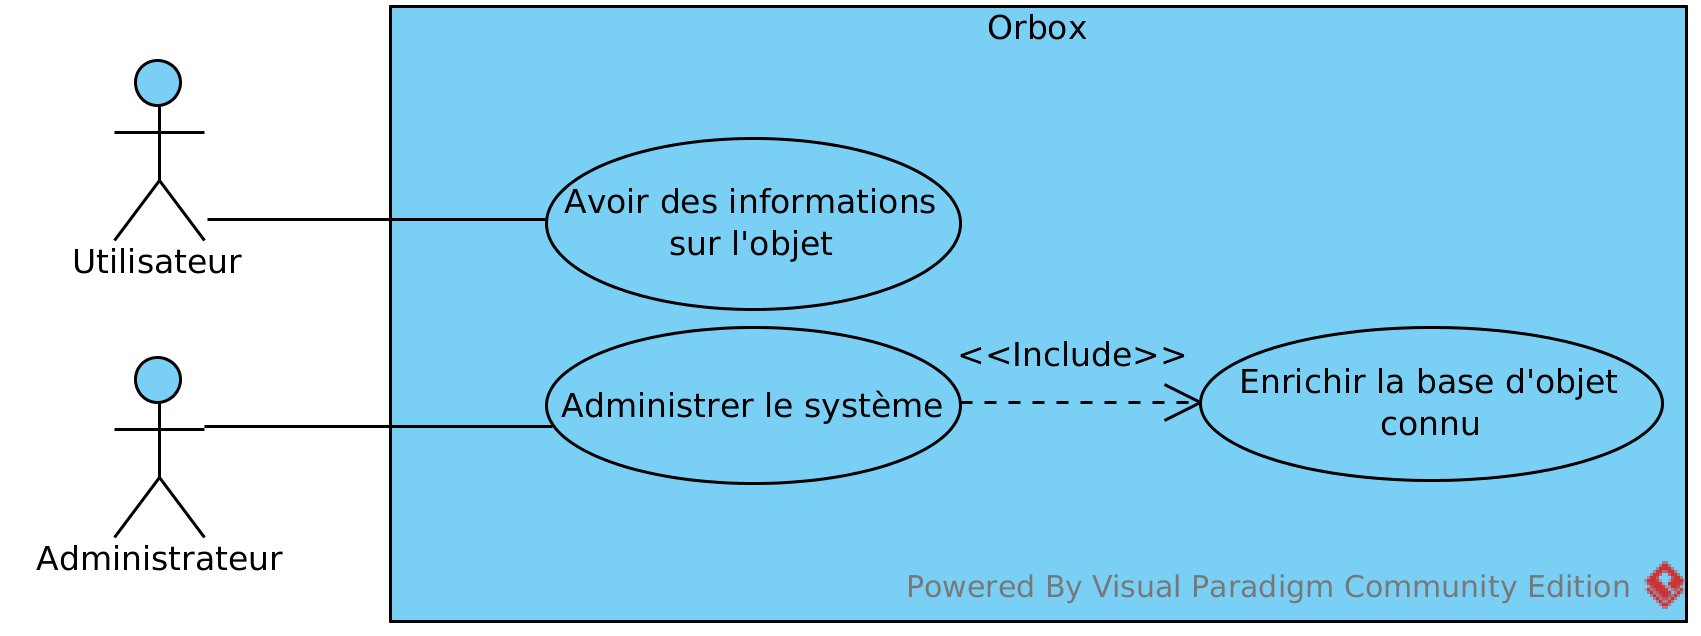 Orbox
Avoir des informations
sur l'objet
Utilisateur
<<Include>>
Administrer le système
Enrichir la base d'objet
connu
Administrateur
Powered By Visual Paradigm Community Edition